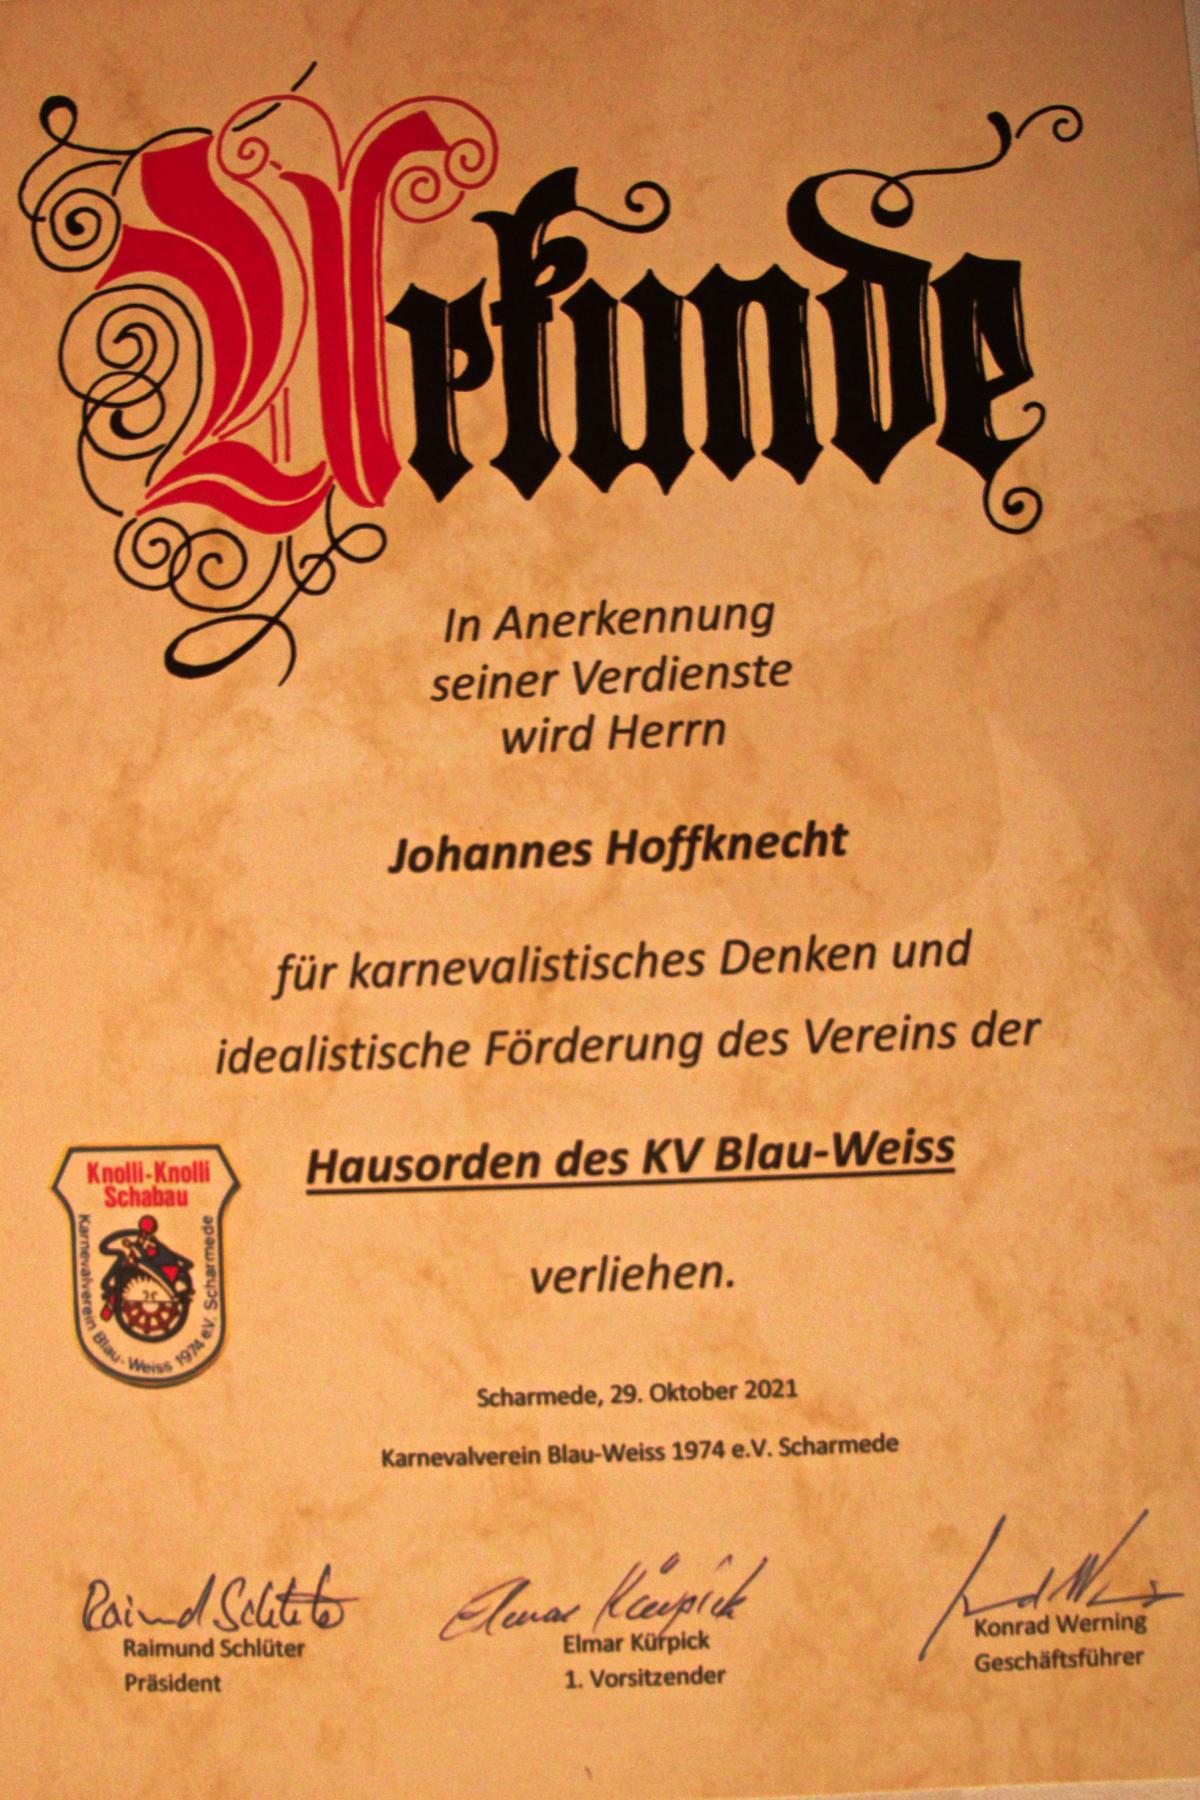 Urkunde
In Anerkennung
seiner Verdienste
wird Herrn
Johannes Hoffknecht
für karnevalistisches Denken und
idealistische Förderung des Vereins der
Hausorden des KV Blau-Weiss
verliehen.
Knolli-Knolli
Schabau
Karnevalverein Blau-Weiss 1974 e.V. Scharmede
Scharmede, 29. Oktober 2021
Karnevalverein Blau-Weiss 1974 e.V. Scharmede
Raimund Schlüter
Präsident
Elmar Kürpick
Elmar Kürpick
1. Vorsitzender
Konrad Werning
Geschäftsführer